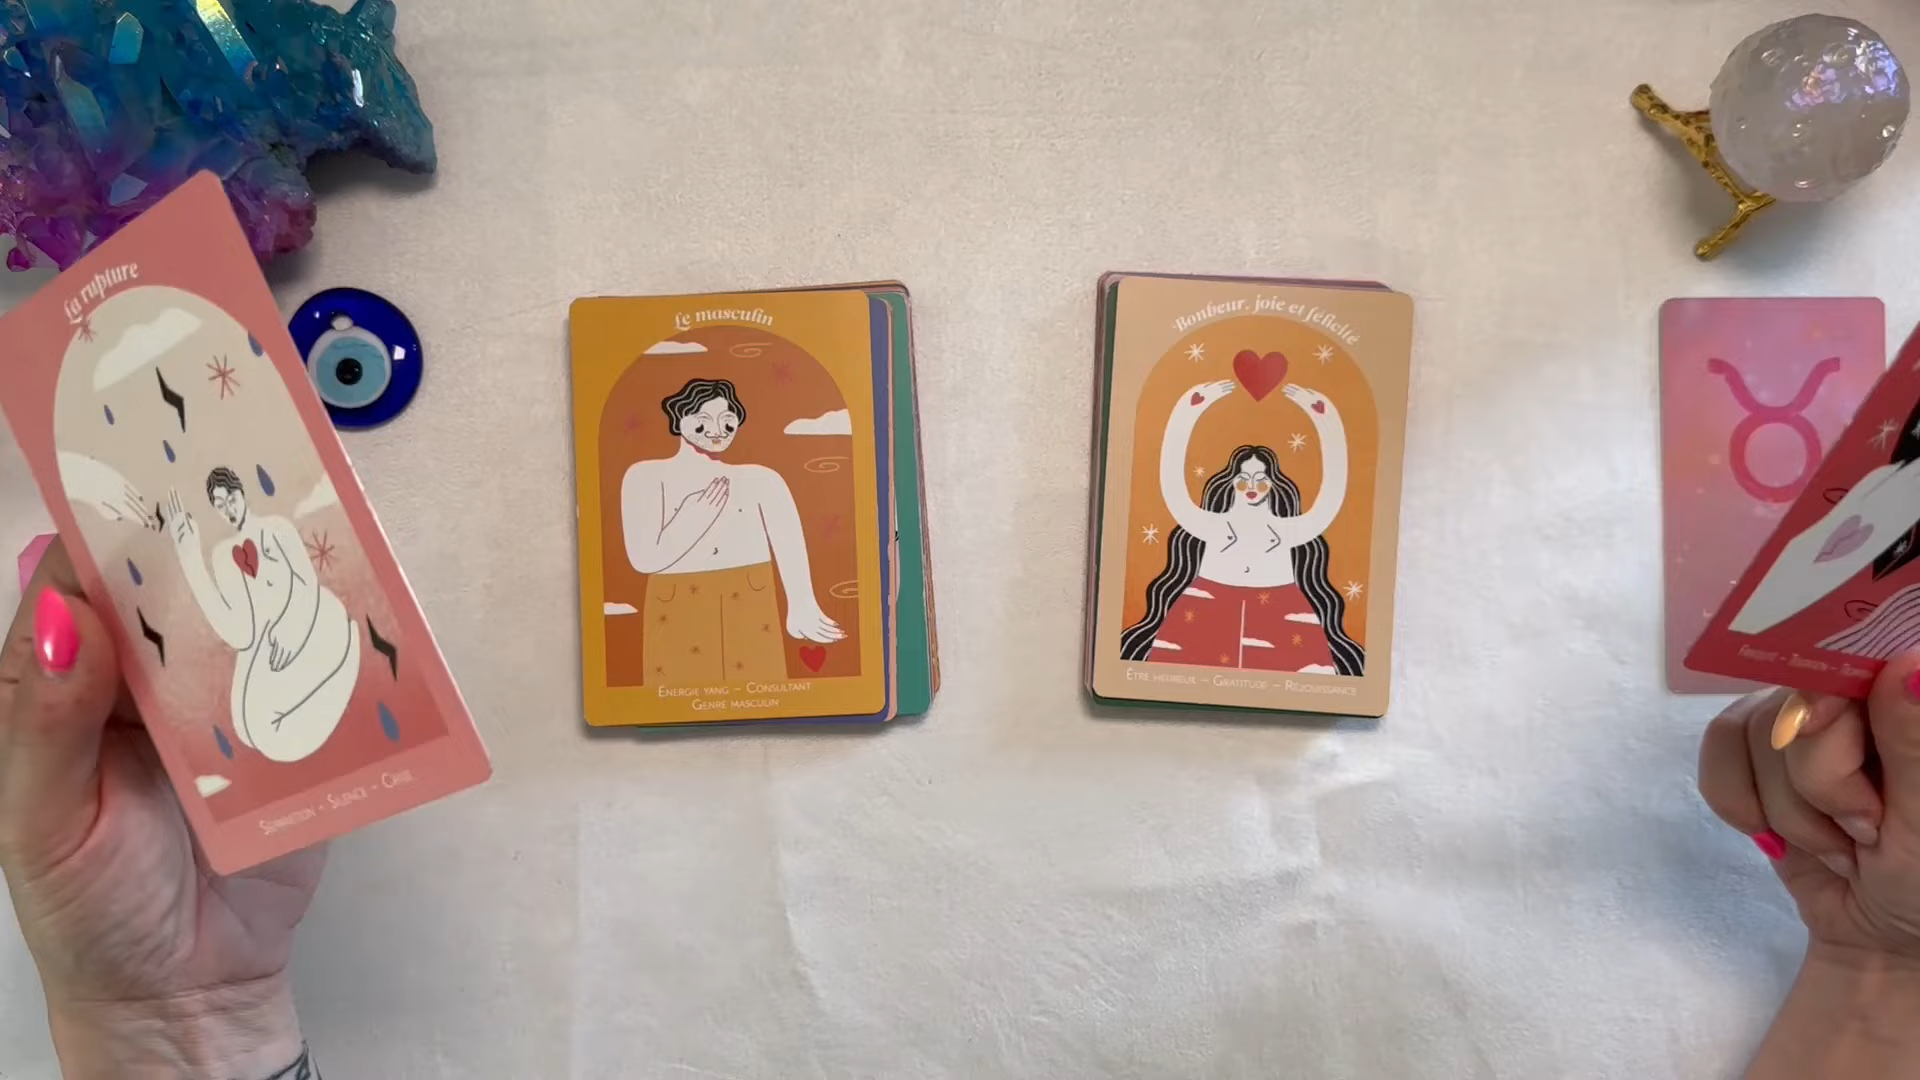 La rupture
Séparation - Silence - Crise
Le masculin
Énergie yang – Consultant
Genre masculin
Bonheur, joie et félicité
Être heureux – Gratitude – Réjouissance